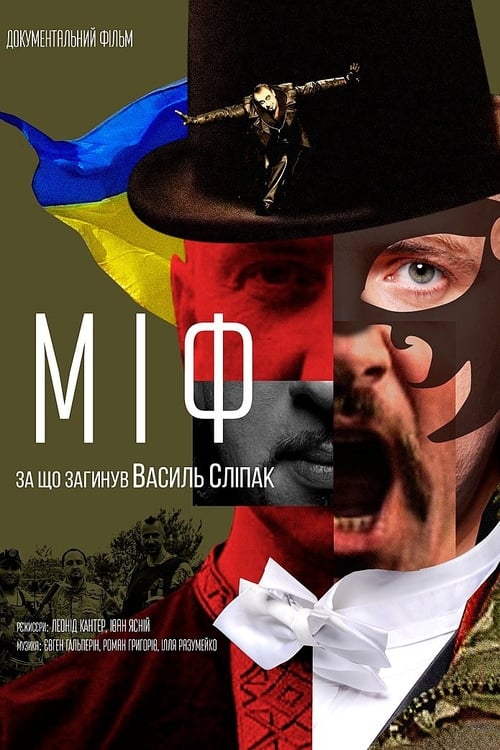 ДОКУМЕНТАЛЬНИЙ ФІЛЬМ
МІФ
ЗА ЩО ЗАГИНУВ ВАСИЛЬ СЛІПАК
РЕЖИСЕРИ: ЛЕОНІД КАНТЕР, ІВАН ЯСНІЙ
МУЗИКА: ЄВГЕН ГАЛЬПЕРІН, РОМАН ГРИГОРІВ, ІЛЛЯ РАЗУМЕЙКО